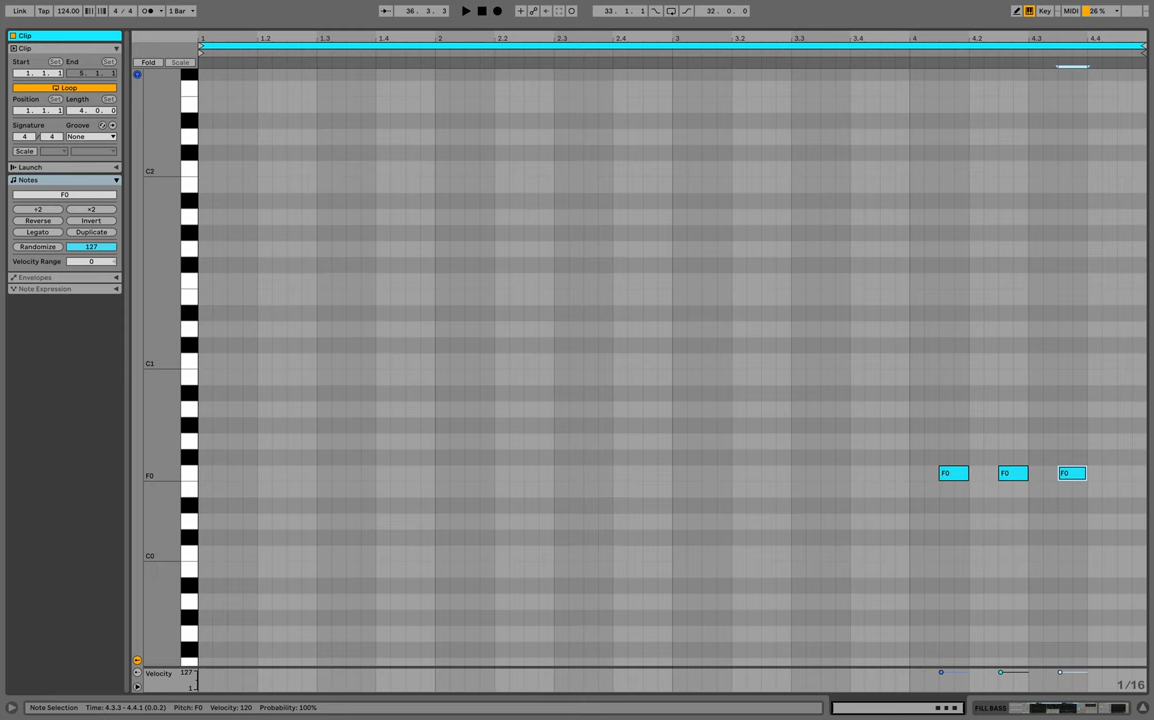 Link Tap 124.00 4 / 4 1 Bar 36. 3. 3 33. 1. 1 32. 0. 0 Key MIDI 26 %
Clip
Clip
Start Set End Set
1. 1. 1 5. 1. 1
Loop
Position Set Length Set
1. 1. 1 4. 0. 0
Signature Groove
4 / 4 None
Scale
Launch
Notes
F0
÷2 ×2
Reverse Invert
Legato Duplicate
Randomize 127
Velocity Range 0
Envelopes
Note Expression
1 1.2 1.3 1.4 2 2.2 2.3 2.4 3 3.2 3.3 3.4 4 4.2 4.3 4.4
Fold Scale
C2
C1
F0 F0 F0 F0
C0
Velocity 127
1
1/16
Note Selection Time: 4.3.3 - 4.4.1 (0.0.2) Pitch: F0 Velocity: 120 Probability: 100%
FILL BASS